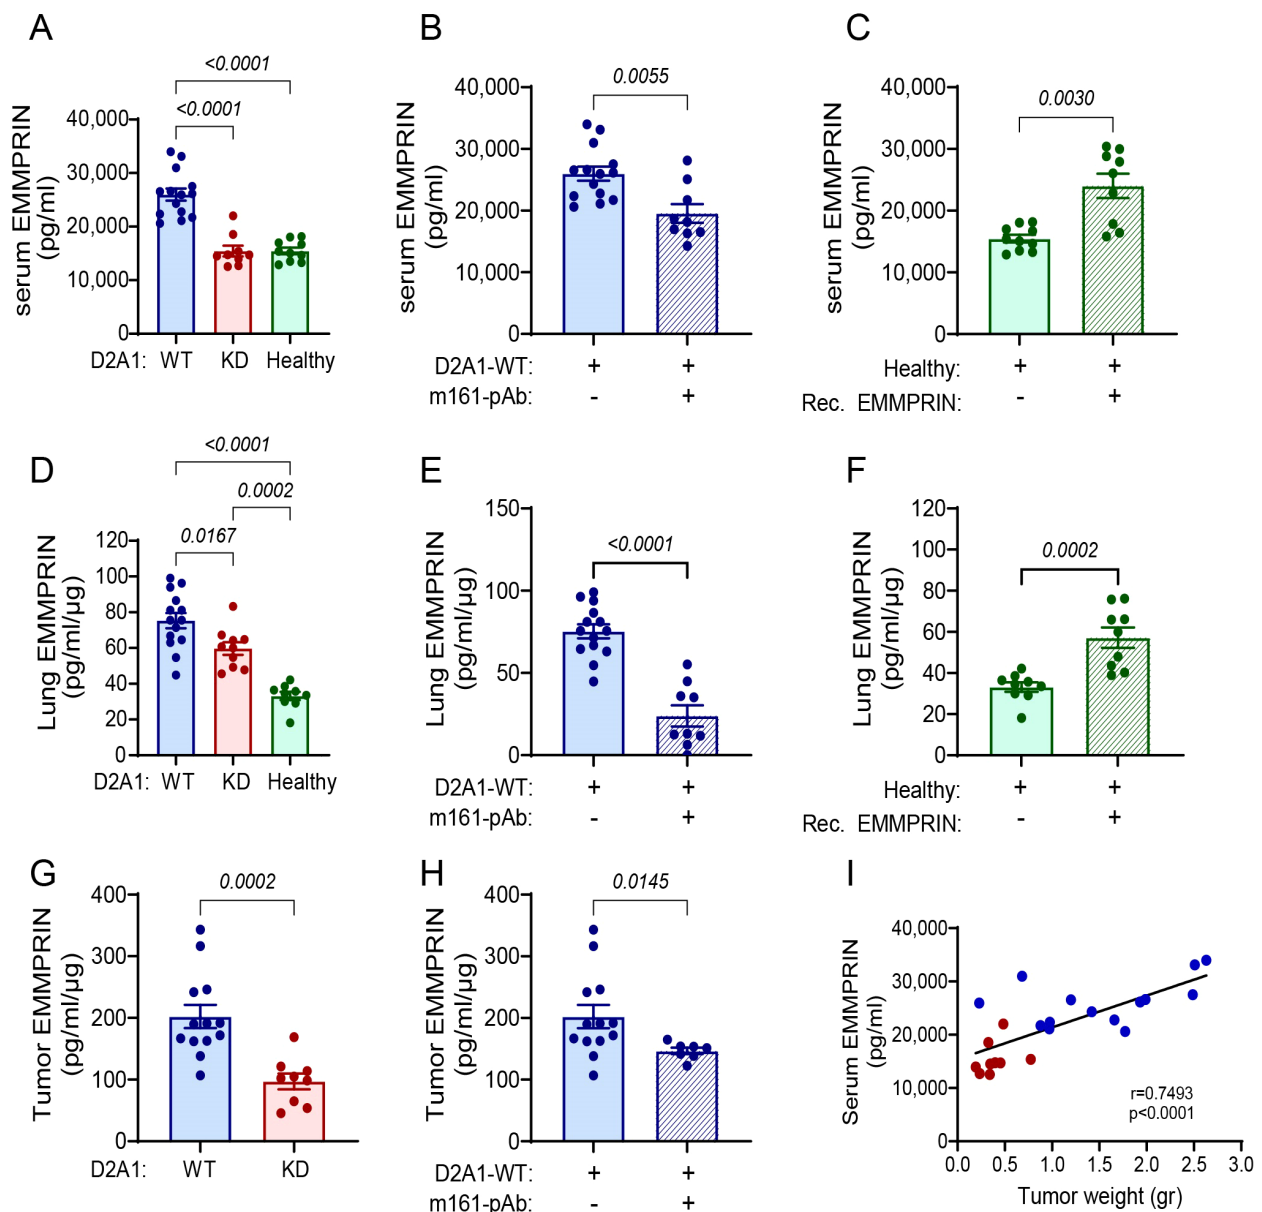 A
<0.0001
<0.0001
serum EMMPRIN
(pg/ml)
40,000
30,000
20,000
10,000
0
D2A1: WT KD Healthy
B
0.0055
serum EMMPRIN
(pg/ml)
40,000
30,000
20,000
10,000
0
D2A1-WT: + +
m161-pAb: - +
C
0.0030
serum EMMPRIN
(pg/ml)
40,000
30,000
20,000
10,000
0
Healthy: + +
Rec. EMMPRIN: - +
D
<0.0001
0.0002
0.0167
Lung EMMPRIN
(pg/ml/µg)
120
100
80
60
40
20
0
D2A1: WT KD Healthy
E
<0.0001
Lung EMMPRIN
(pg/ml/µg)
150
100
50
0
D2A1-WT: + +
m161-pAb: - +
F
0.0002
Lung EMMPRIN
(pg/ml/µg)
120
100
80
60
40
20
0
Healthy: + +
Rec. EMMPRIN: - +
G
0.0002
Tumor EMMPRIN
(pg/ml/µg)
400
300
200
100
0
D2A1: WT KD
H
0.0145
Tumor EMMPRIN
(pg/ml/µg)
400
300
200
100
0
D2A1-WT: + +
m161-pAb: - +
I
Serum EMMPRIN
(pg/ml)
40,000
30,000
20,000
10,000
0
r=0.7493
p<0.0001
0.0 0.5 1.0 1.5 2.0 2.5 3.0
Tumor weight (gr)